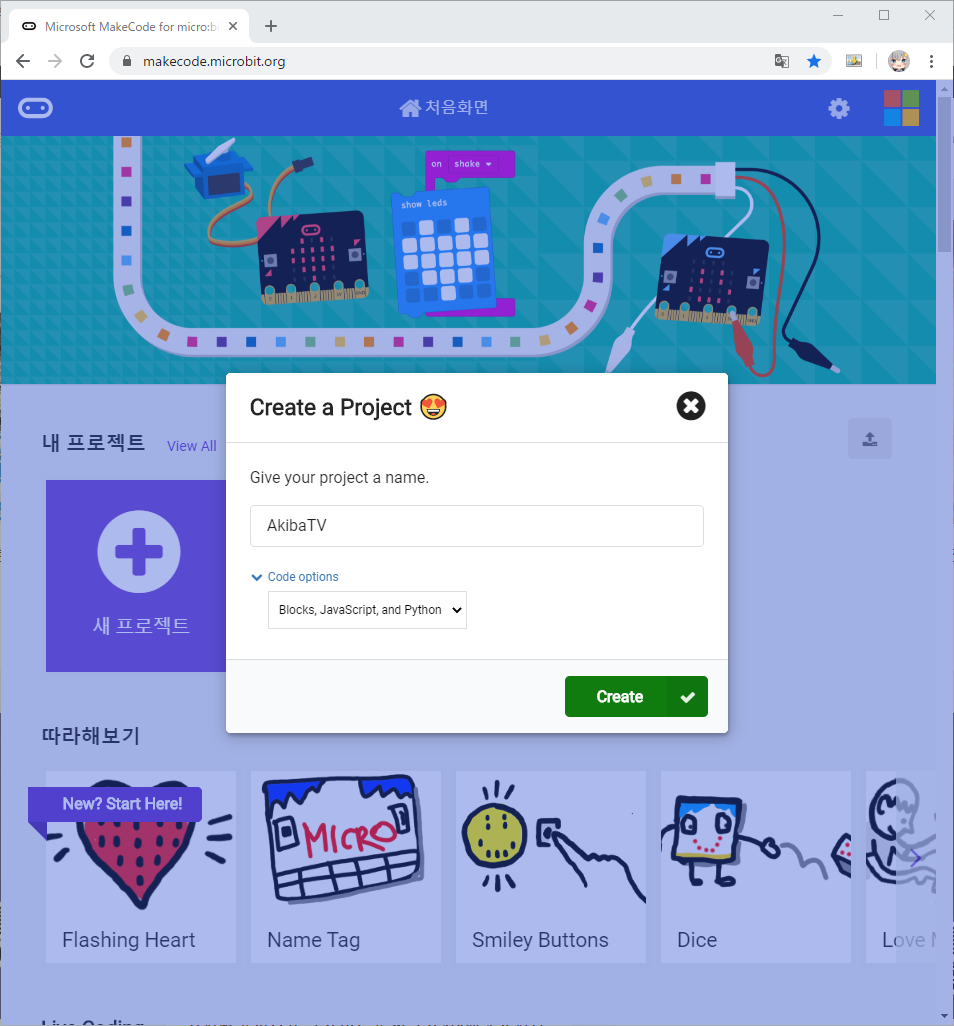 Microsoft MakeCode for micro:b
makecode.microbit.org
처음화면
on shake
show leds
Create a Project 😍
Give your project a name.
AkibaTV
Code options
Blocks, JavaScript, and Python
Create
내 프로젝트 View All
새 프로젝트
따라해보기
New? Start Here!
MICRO
Flashing Heart
Name Tag
Smiley Buttons
Dice
Love
Live Coding